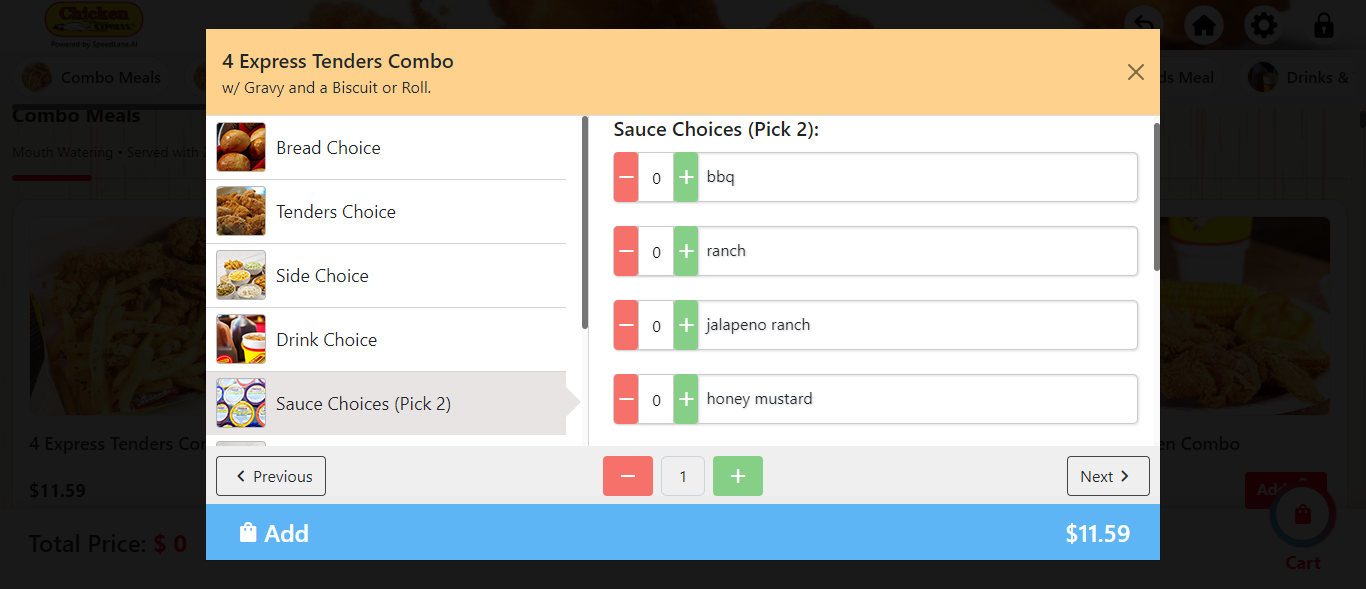 Chicken
Express
Powered by SpeedLane.AI
Combo Meals
ds Meal
Drinks &
Combo Meals
Mouth Watering • Served with
4 Express Tenders Combo
w/ Gravy and a Biscuit or Roll.
Bread Choice
Tenders Choice
Side Choice
Drink Choice
Sauce Choices (Pick 2)
Sauce Choices (Pick 2):
0 bbq
0 ranch
0 jalapeno ranch
0 honey mustard
Previous
1
Next
Add
$11.59
4 Express Tenders Cor
$11.59
en Combo
Add
Total Price: $ 0
Cart